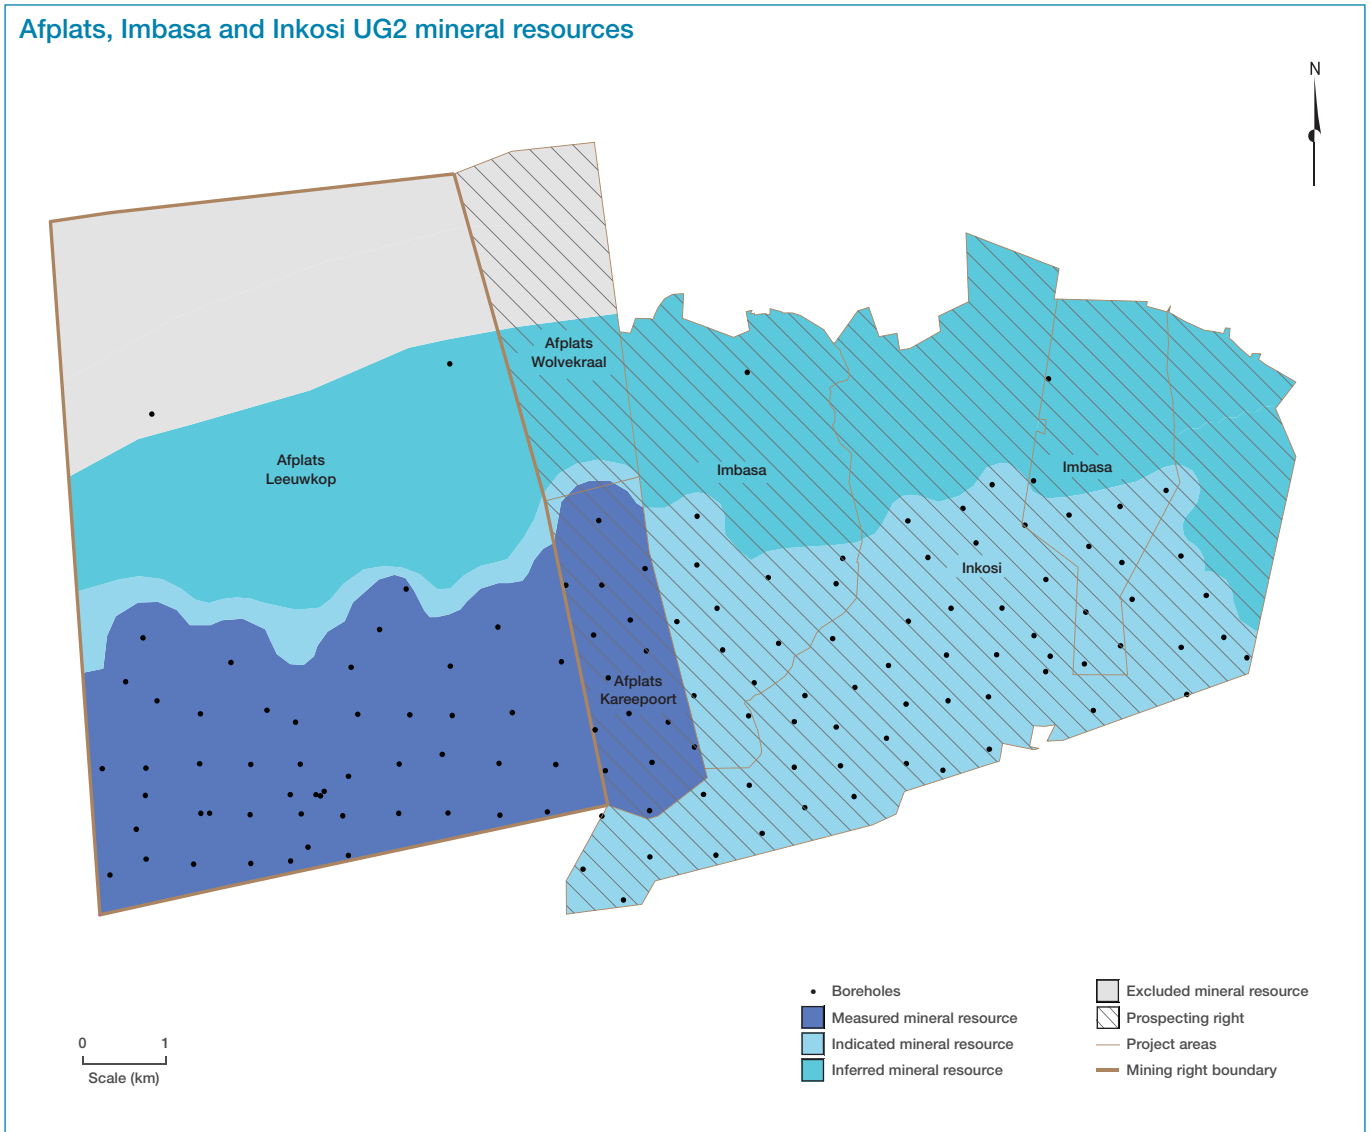 Afplats, Imbasa and Inkosi UG2 mineral resources
N
Afplats
Wolvekraal
Afplats
Leeuwkop
Imbasa
Imbasa
Inkosi
Afplats
Kareepoort
Boreholes
Measured mineral resource
Indicated mineral resource
Inferred mineral resource
Excluded mineral resource
Prospecting right
Project areas
Mining right boundary
0 1
Scale (km)